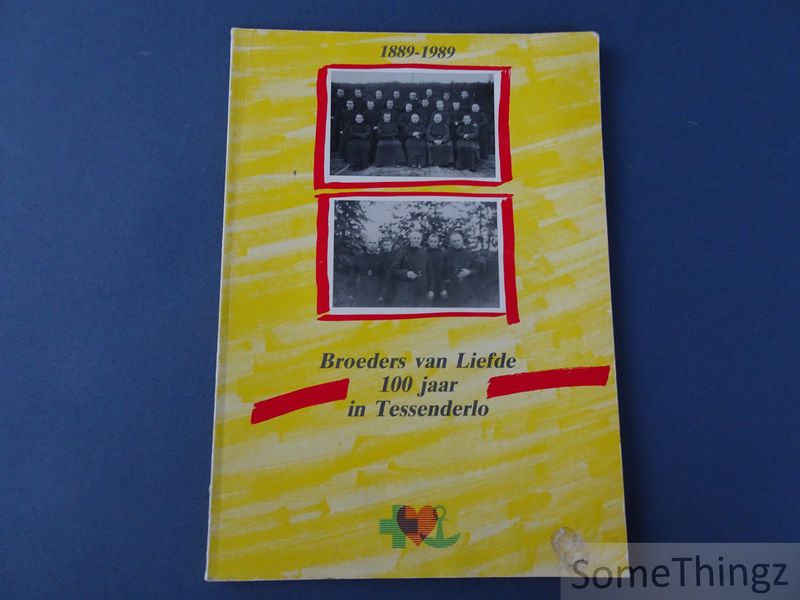 1889-1989
Broeders van Liefde
100 jaar
in Tessenderlo
SomeThingz